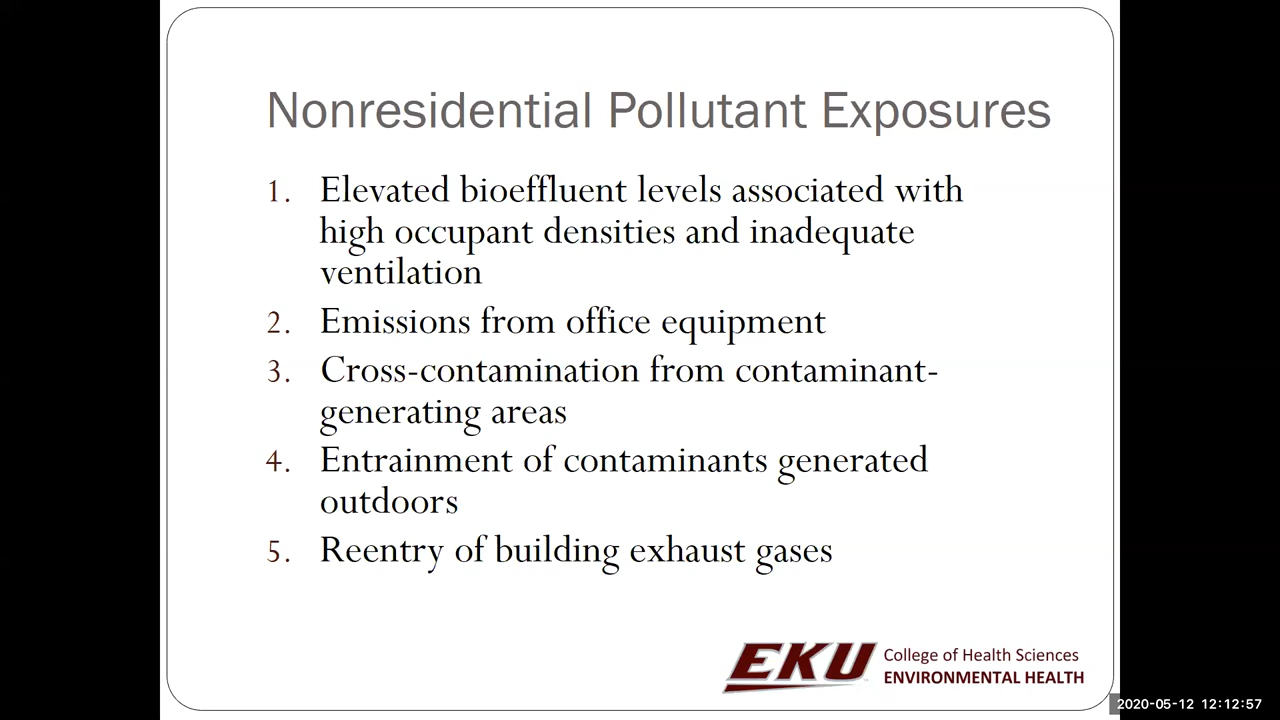 Nonresidential Pollutant Exposures
1. Elevated bioeffluent levels associated with
high occupant densities and inadequate
ventilation
2. Emissions from office equipment
3. Cross-contamination from contaminant-
generating areas
4. Entrainment of contaminants generated
outdoors
5. Reentry of building exhaust gases
EKU College of Health Sciences
ENVIRONMENTAL HEALTH
2020-05-12 12:12:57